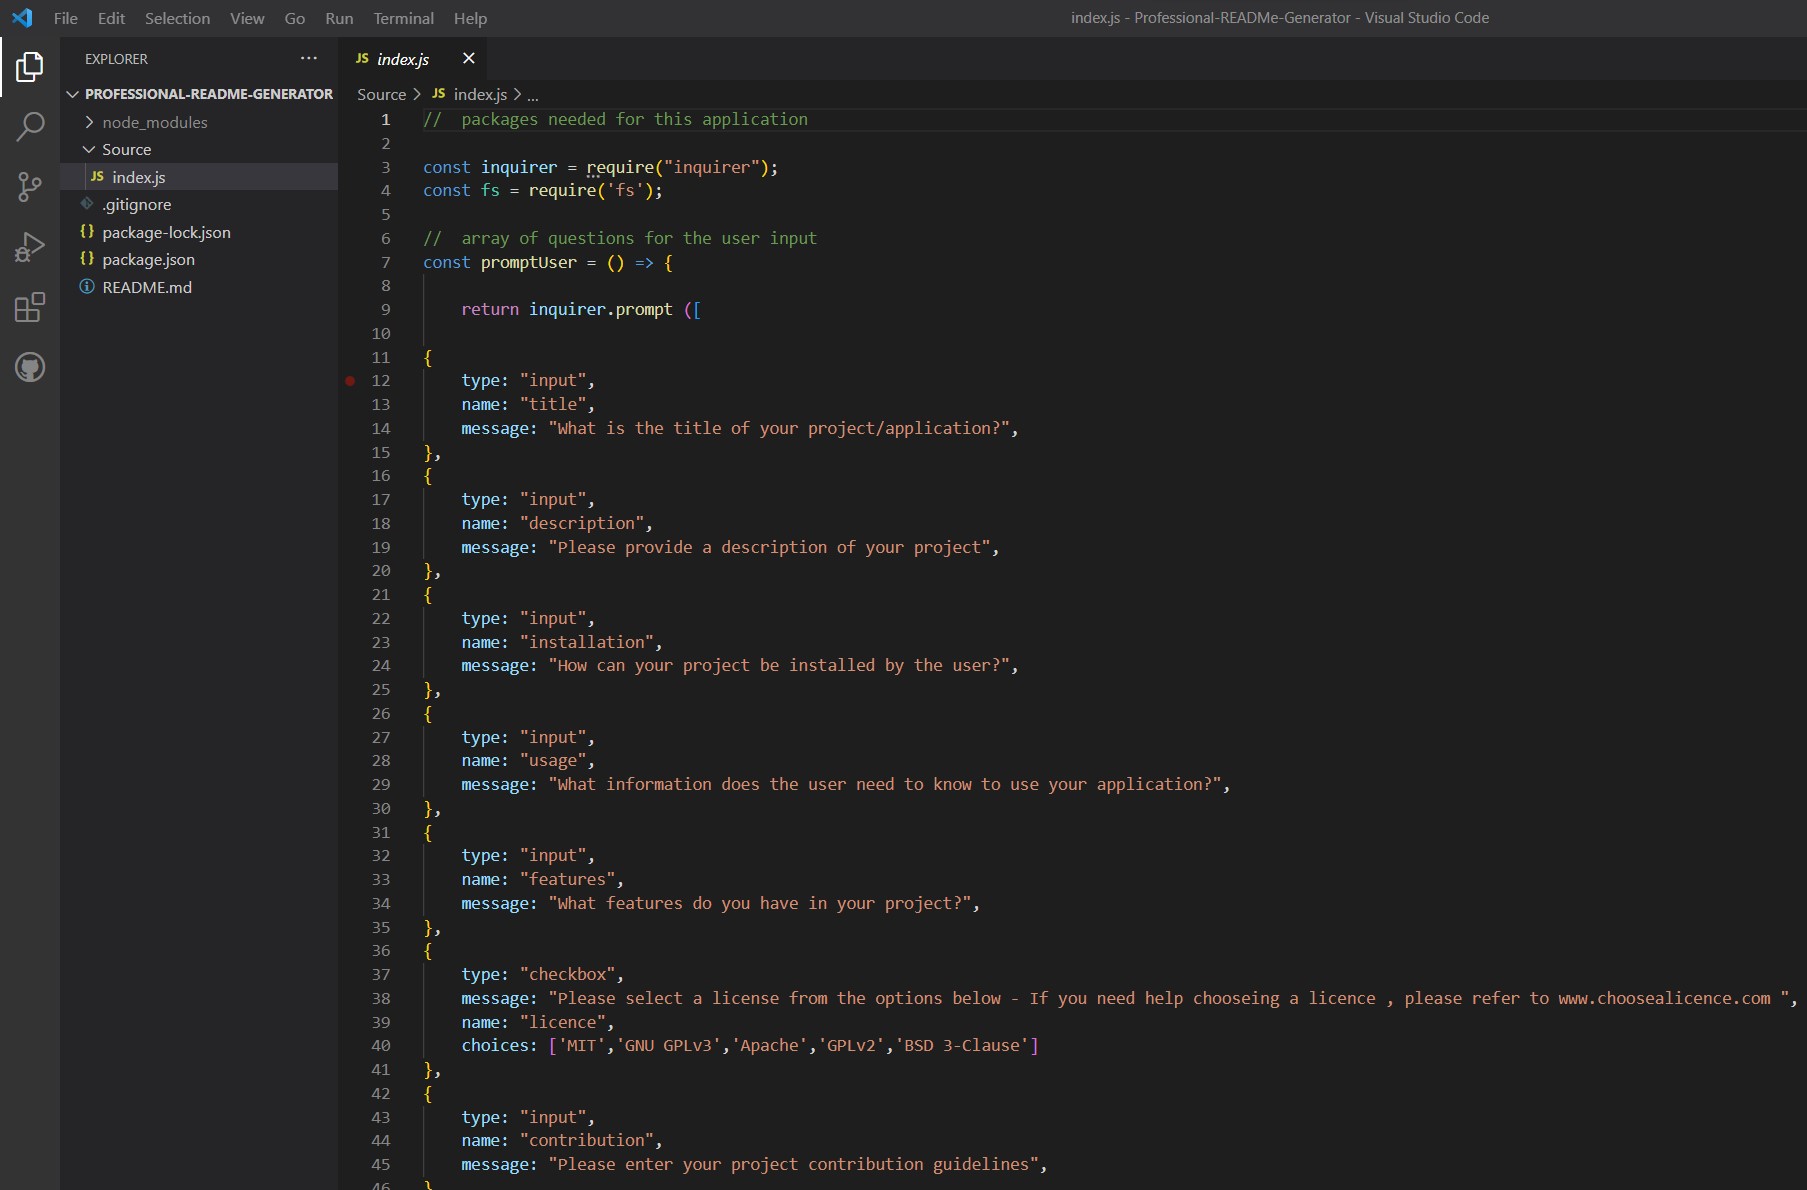 File Edit Selection View Go Run Terminal Help
index.js - Professional-READMe-Generator - Visual Studio Code
EXPLORER ...
PROFESSIONAL-README-GENERATOR
node_modules
Source
JS index.js
.gitignore
{} package-lock.json
{} package.json
README.md
JS index.js
Source > JS index.js > ...
1 // packages needed for this application
2
3 const inquirer = require("inquirer");
4 const fs = require('fs');
5
6 // array of questions for the user input
7 const promptUser = () => {
8
9 return inquirer.prompt ([
10
11 {
12 type: "input",
13 name: "title",
14 message: "What is the title of your project/application?",
15 },
16 {
17 type: "input",
18 name: "description",
19 message: "Please provide a description of your project",
20 },
21 {
22 type: "input",
23 name: "installation",
24 message: "How can your project be installed by the user?",
25 },
26 {
27 type: "input",
28 name: "usage",
29 message: "What information does the user need to know to use your application?",
30 },
31 {
32 type: "input",
33 name: "features",
34 message: "What features do you have in your project?",
35 },
36 {
37 type: "checkbox",
38 message: "Please select a license from the options below - If you need help chooseing a licence , please refer to www.choosealicence.com ",
39 name: "licence",
40 choices: ['MIT','GNU GPLv3','Apache','GPLv2','BSD 3-Clause']
41 },
42 {
43 type: "input",
44 name: "contribution",
45 message: "Please enter your project contribution guidelines",
46 }